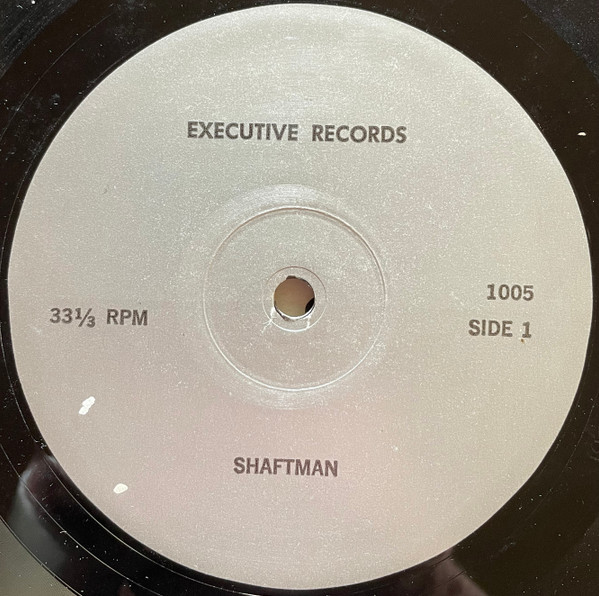 EXECUTIVE RECORDS
33⅓ RPM
1005
SIDE 1
SHAFTMAN